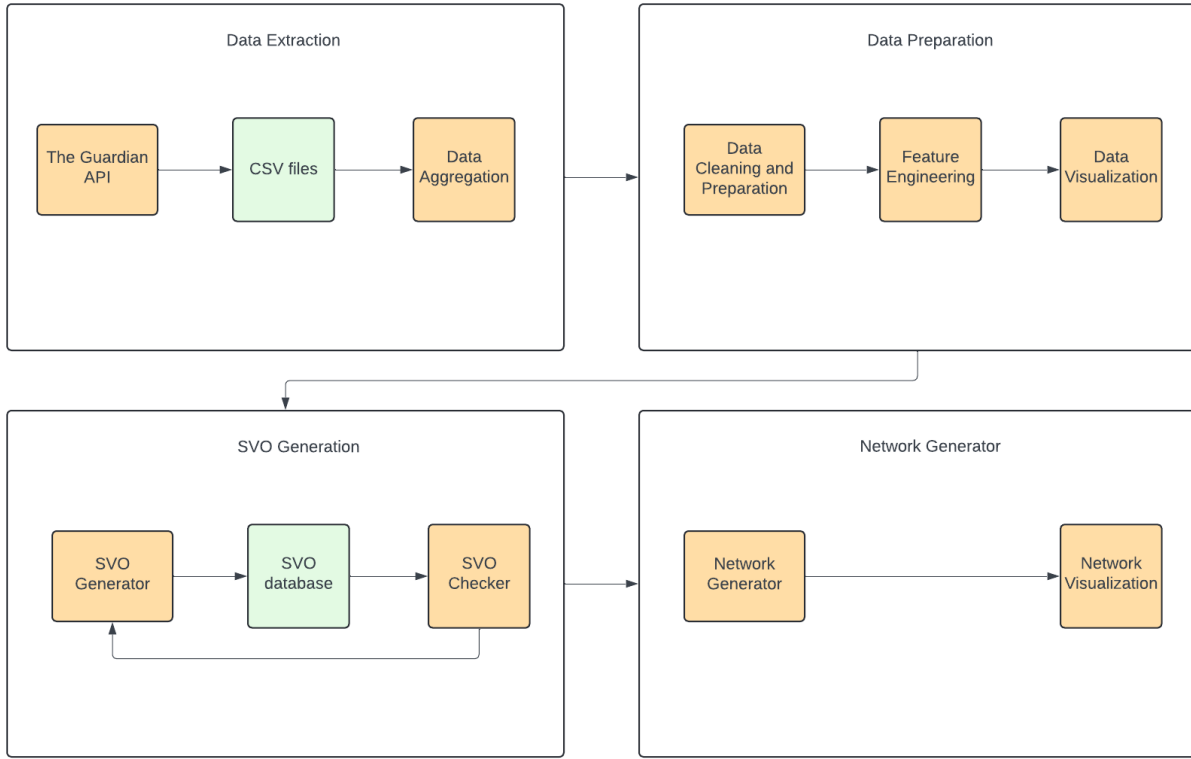 Data Extraction
The Guardian
API
CSV files
Data
Aggregation
Data Preparation
Data
Cleaning and
Preparation
Feature
Engineering
Data
Visualization
SVO Generation
SVO
Generator
SVO
database
SVO
Checker
Network Generator
Network
Generator
Network
Visualization